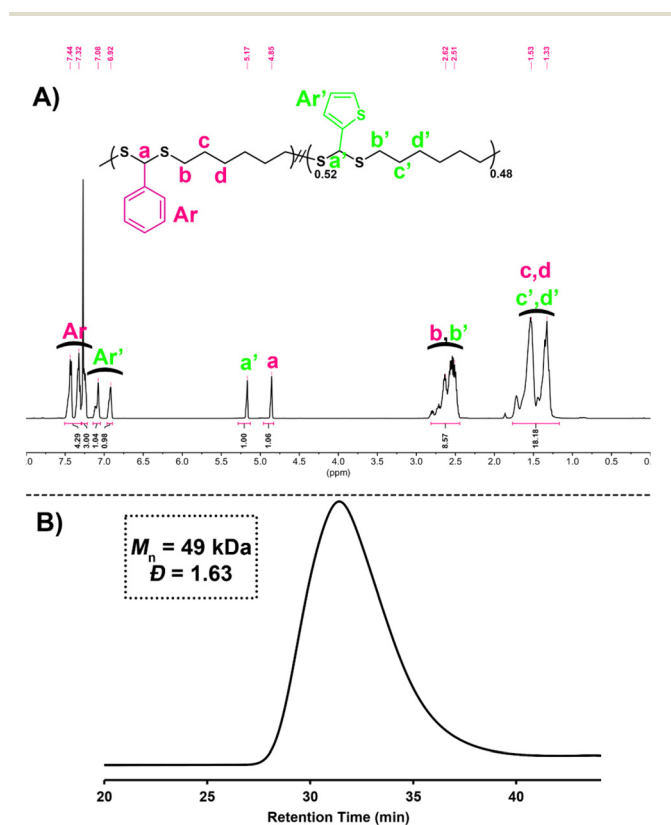 7.44
7.32
7.08
6.92
5.17
4.85
2.62
2.51
1.53
1.33
A)
Ar'
S a S c b d Ar
S a' S 0.52 b' c' d' 0.48
Ar
Ar'
a'
a
b,b'
c,d
c',d'
4.29
3.00
1.04
0.98
1.00
1.06
8.57
18.18
.0 7.5 7.0 6.5 6.0 5.5 5.0 4.5 4.0 3.5 3.0 2.5 2.0 1.5 1.0 0.5 0.0
(ppm)
B)
Mn = 49 kDa
Đ = 1.63
20 25 30 35 40
Retention Time (min)